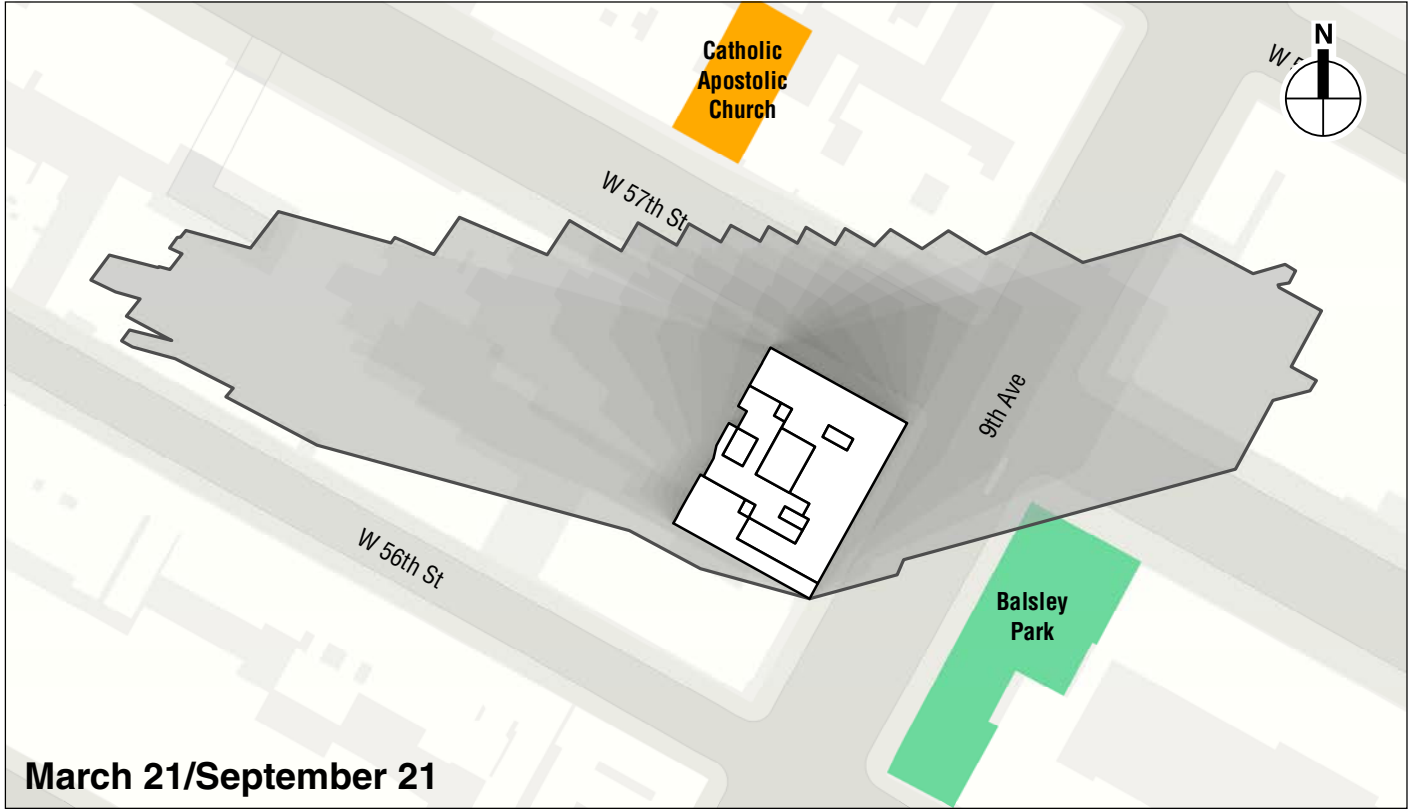 Catholic
Apostolic
Church
N
W 57th St
9th Ave
W 56th St
Balsley
Park
March 21/September 21